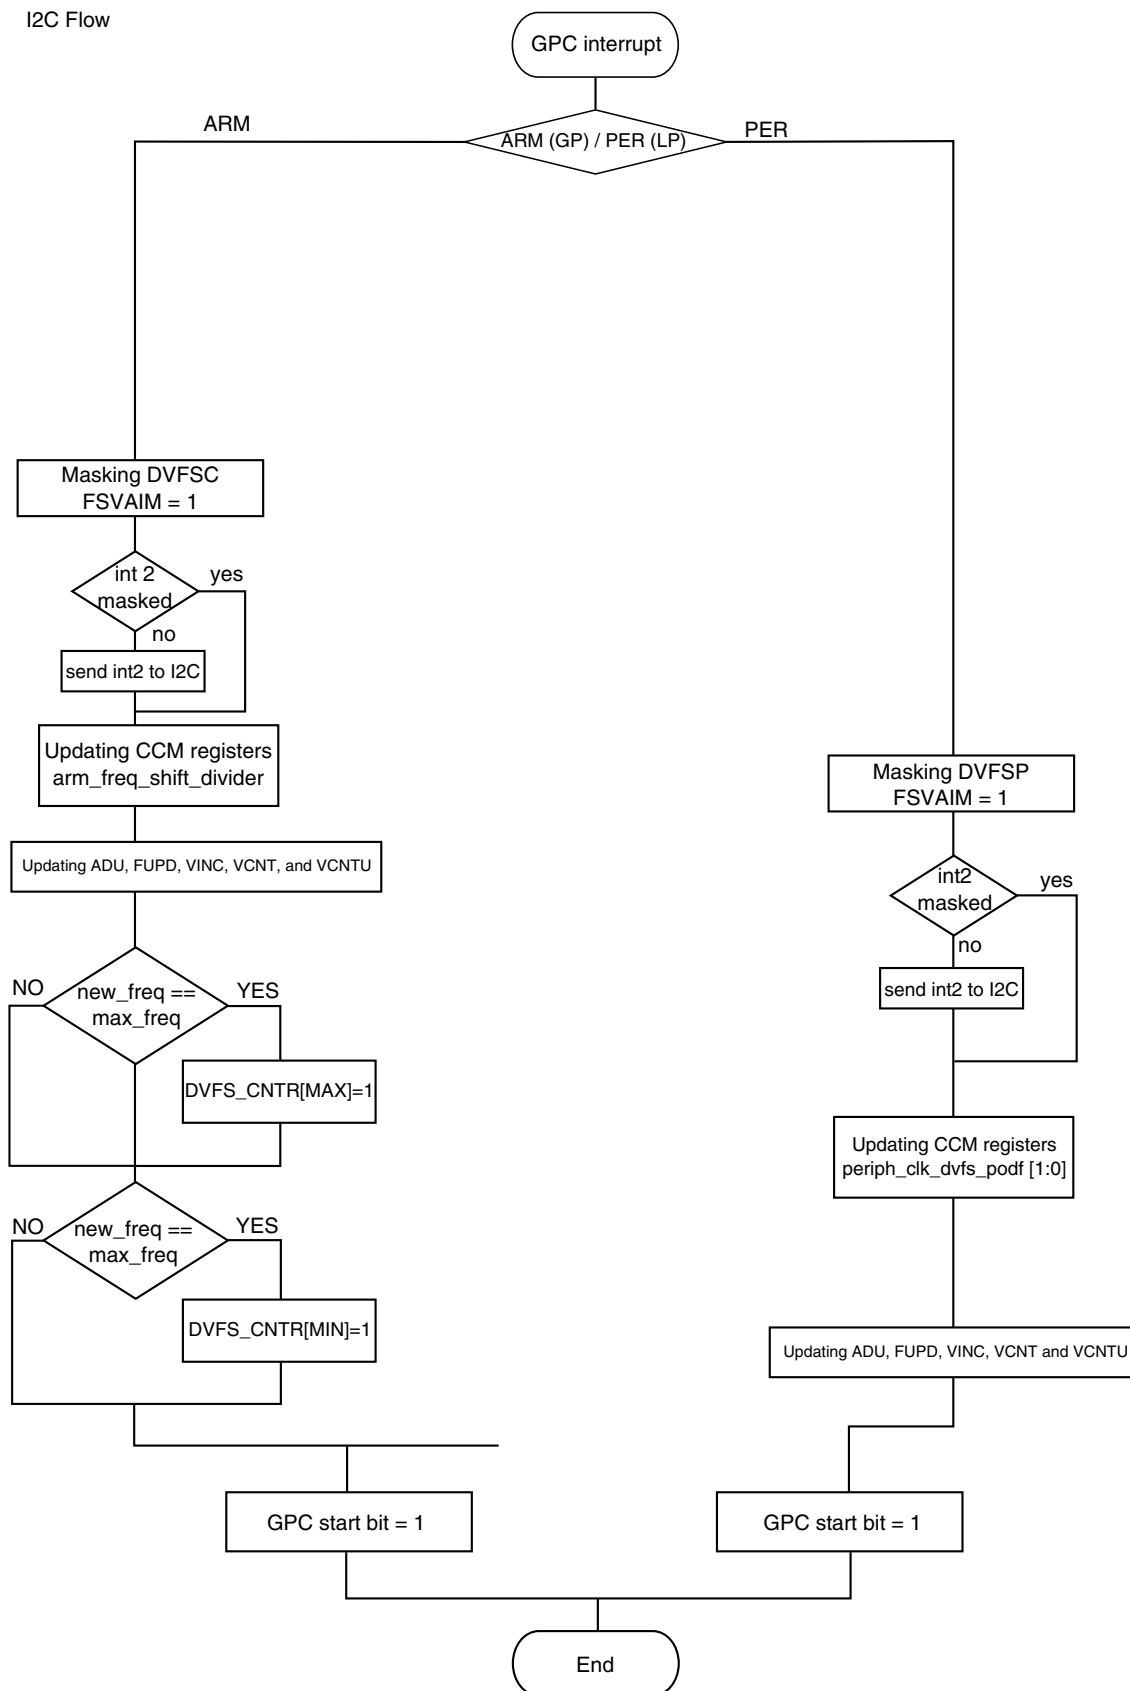 I2C Flow
GPC interrupt
ARM
ARM (GP) / PER (LP)
PER
Masking DVFSC
FSVAIM = 1
int 2
masked
yes
no
send int2 to I2C
Updating CCM registers
arm_freq_shift_divider
Updating ADU, FUPD, VINC, VCNT, and VCNTU
NO
new_freq ==
max_freq
YES
DVFS_CNTR[MAX]=1
NO
new_freq ==
max_freq
YES
DVFS_CNTR[MIN]=1
GPC start bit = 1
Masking DVFSP
FSVAIM = 1
int2
masked
yes
no
send int2 to I2C
Updating CCM registers
periph_clk_dvfs_podf [1:0]
Updating ADU, FUPD, VINC, VCNT and VCNTU
GPC start bit = 1
End